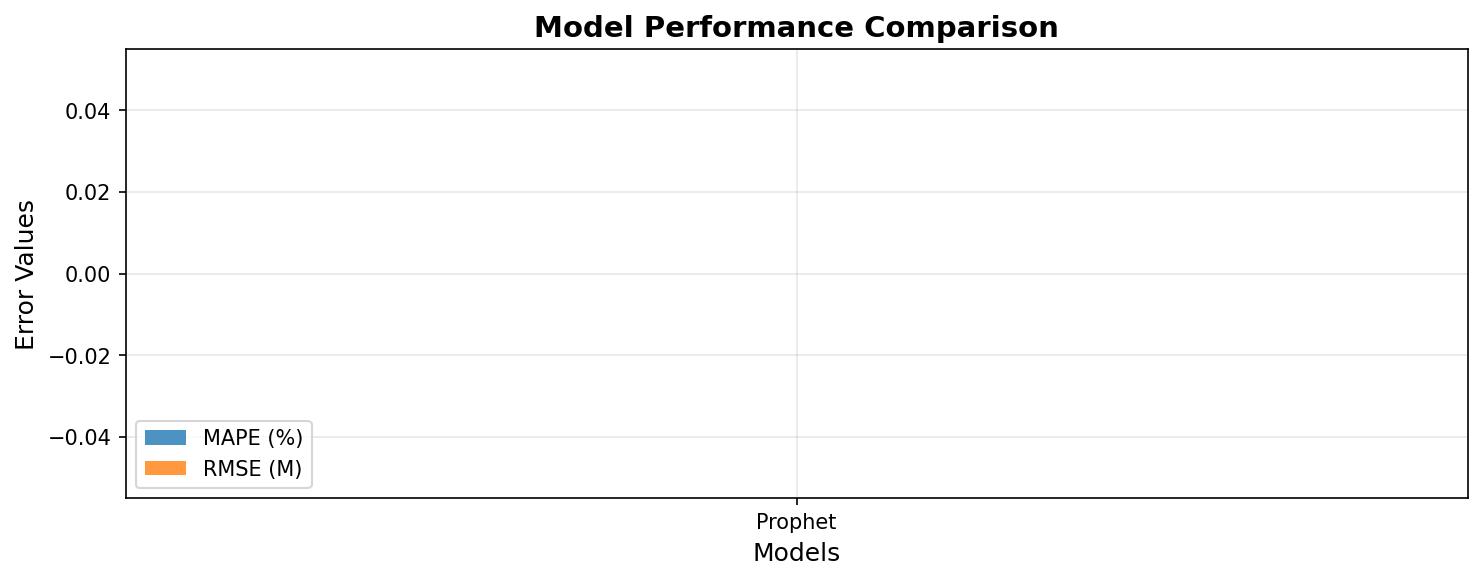 Model Performance Comparison
Error Values
0.04
0.02
0.00
−0.02
−0.04
MAPE (%)
RMSE (M)
Prophet
Models